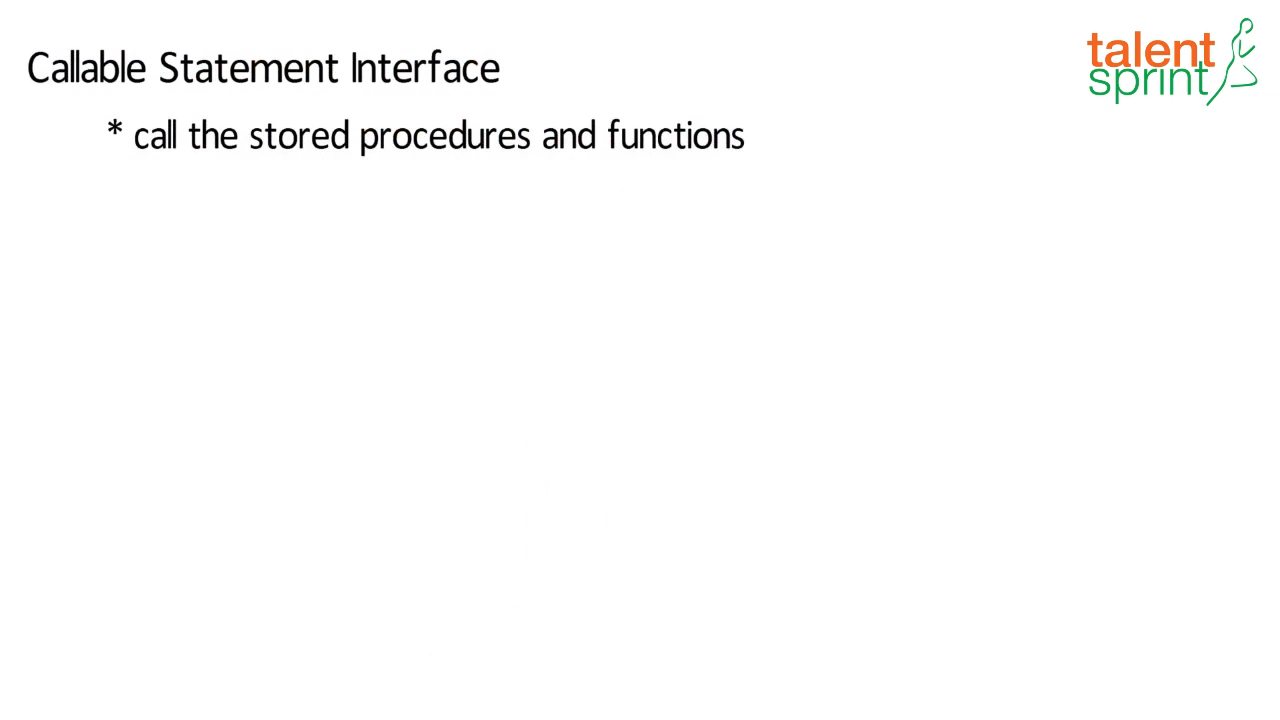 Callable Statement Interface
* call the stored procedures and functions
talent
sprint